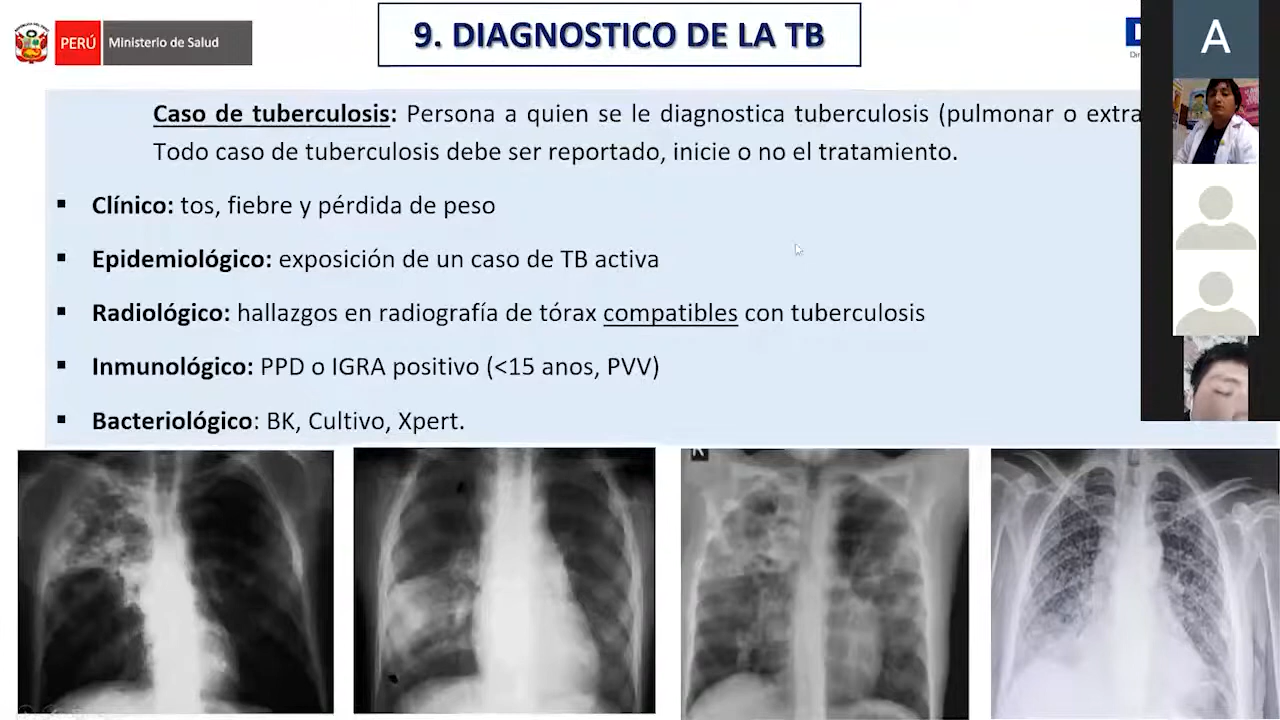 PERÚ
Ministerio de Salud
9. DIAGNOSTICO DE LA TB
Caso de tuberculosis: Persona a quien se le diagnostica tuberculosis (pulmonar o extra
Todo caso de tuberculosis debe ser reportado, inicie o no el tratamiento.
▪ Clínico: tos, fiebre y pérdida de peso
▪ Epidemiológico: exposición de un caso de TB activa
▪ Radiológico: hallazgos en radiografía de tórax compatibles con tuberculosis
▪ Inmunológico: PPD o IGRA positivo (<15 anos, PVV)
▪ Bacteriológico: BK, Cultivo, Xpert.
A